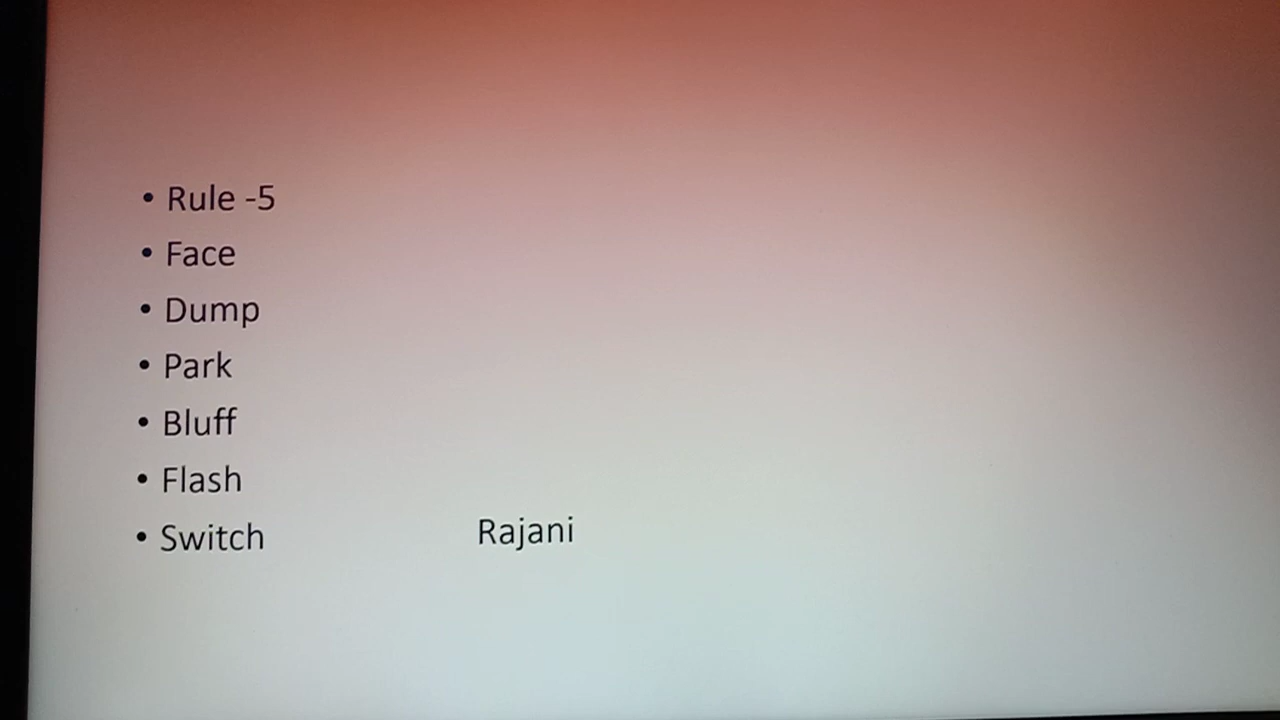 • Rule -5
• Face
• Dump
• Park
• Bluff
• Flash
• Switch Rajani